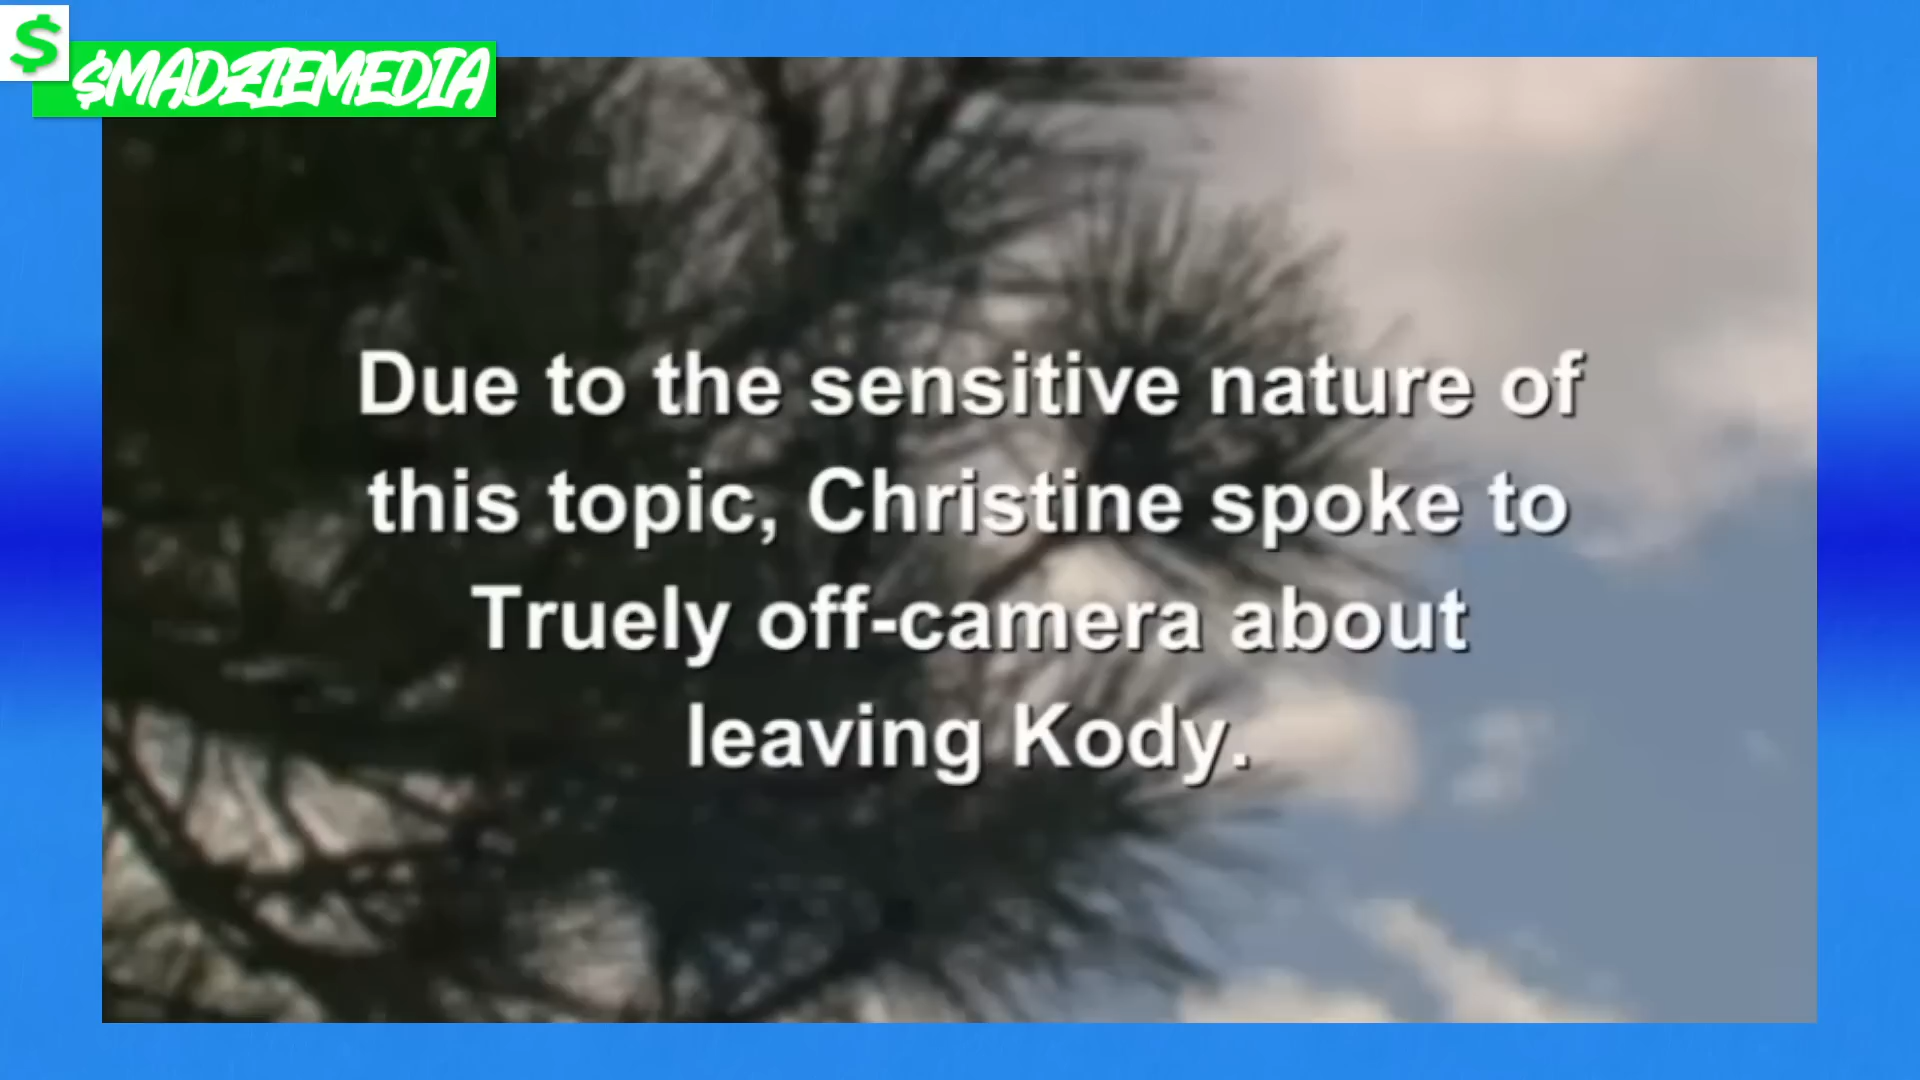 $
$MADZIEMEDIA
Due to the sensitive nature of
this topic, Christine spoke to
Truely off-camera about
leaving Kody.